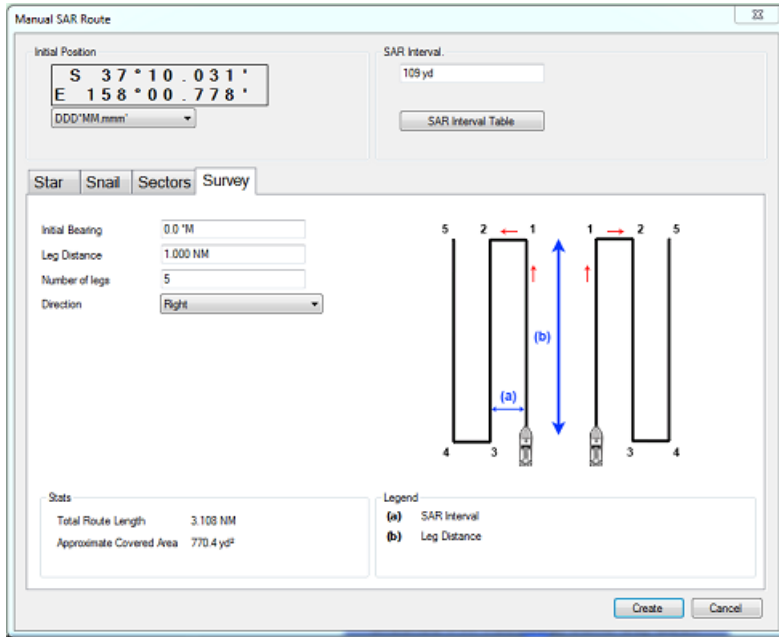 Manual SAR Route
Initial Position
S 37°10.031'
E 158°00.778'
DDD°MM.mmm'
SAR Interval.
109 yd
SAR Interval Table
Star Snail Sectors Survey
Initial Bearing 0.0 °M
Leg Distance 1.000 NM
Number of legs 5
Direction Right
5 2 1 1 2 5
(b)
(a)
4 3 3 4
Stats
Total Route Length 3.108 NM
Approximate Covered Area 770.4 yd²
Legend
(a) SAR Interval
(b) Leg Distance
Create Cancel